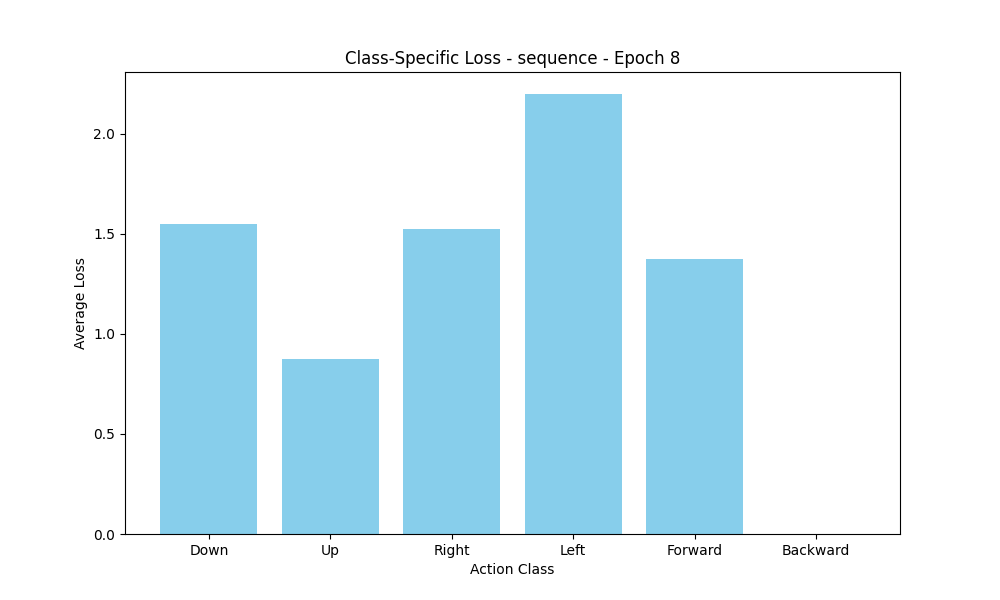 Class-Specific Loss - sequence - Epoch 8
2.0
1.5
1.0
0.5
0.0
Average Loss
Down Up Right Left Forward Backward
Action Class